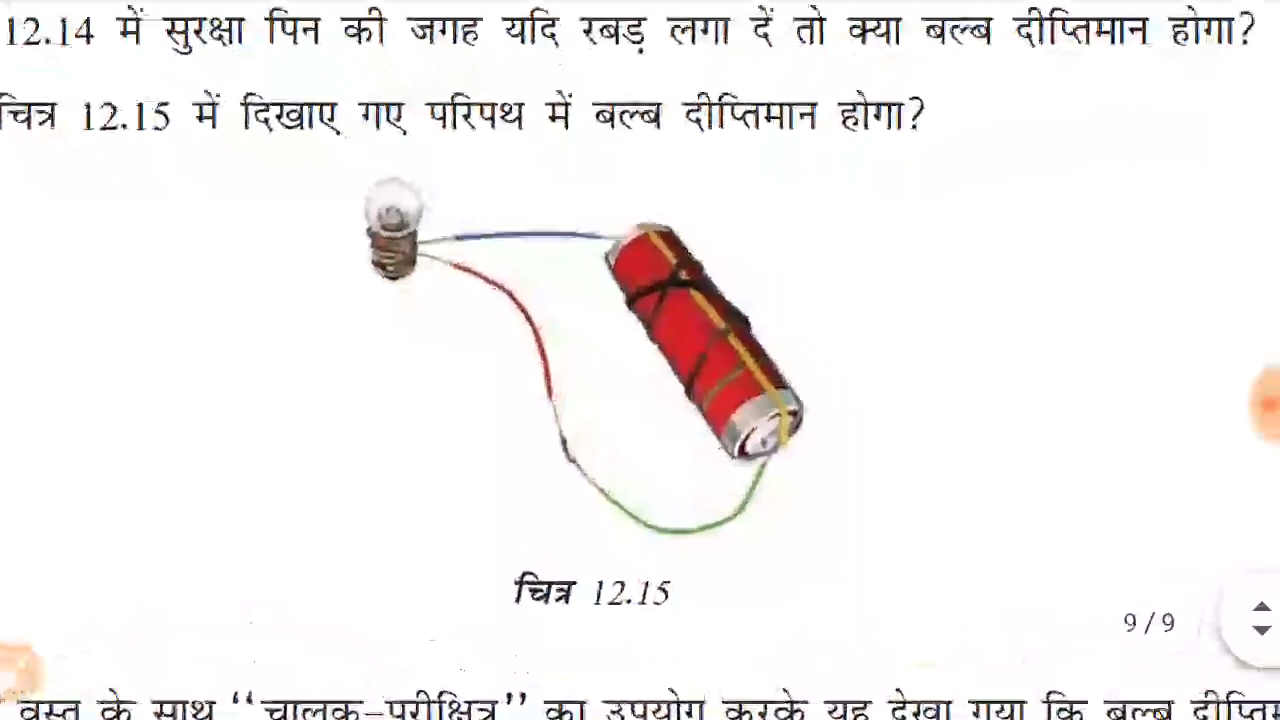 12.14 में सुरक्षा पिन की जगह यदि रबड़ लगा दें तो क्या बल्ब दीप्तिमान होगा?
चित्र 12.15 में दिखाए गए परिपथ में बल्ब दीप्तिमान होगा?
चित्र 12.15
9 / 9
वस्तु के साथ “चालक-परीक्षित्र” का उपयोग करके यह देखा गया कि बल्ब